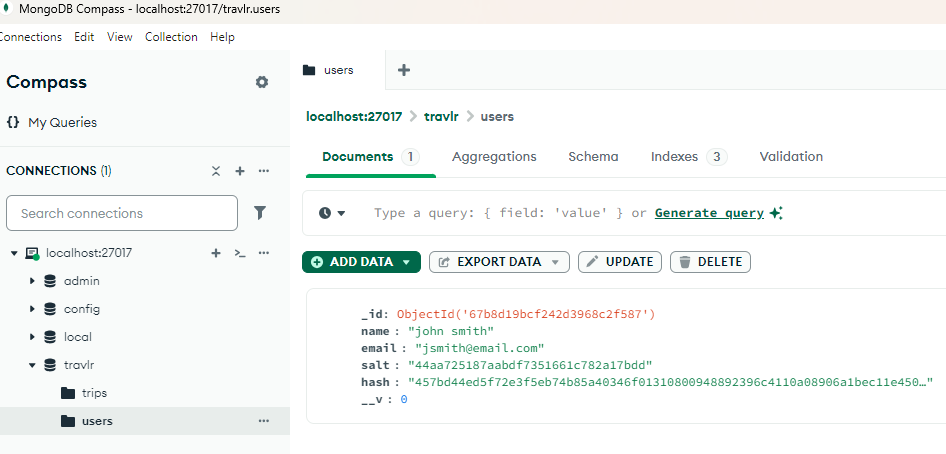 MongoDB Compass - localhost:27017/travlr.users
Connections Edit View Collection Help
Compass
{} My Queries
CONNECTIONS (1)
Search connections
localhost:27017
admin
config
local
travlr
trips
users
users
localhost:27017 > travlr > users
Documents 1 Aggregations Schema Indexes 3 Validation
Type a query: { field: 'value' } or Generate query
ADD DATA EXPORT DATA UPDATE DELETE
_id: ObjectId('67b8d19bcf242d3968c2f587')
name : "john smith"
email : "jsmith@email.com"
salt : "44aa725187aabdf7351661c782a17bdd"
hash : "457bd44ed5f72e3f5eb74b85a40346f01310800948892396c4110a08906a1bec11e450…"
__v : 0